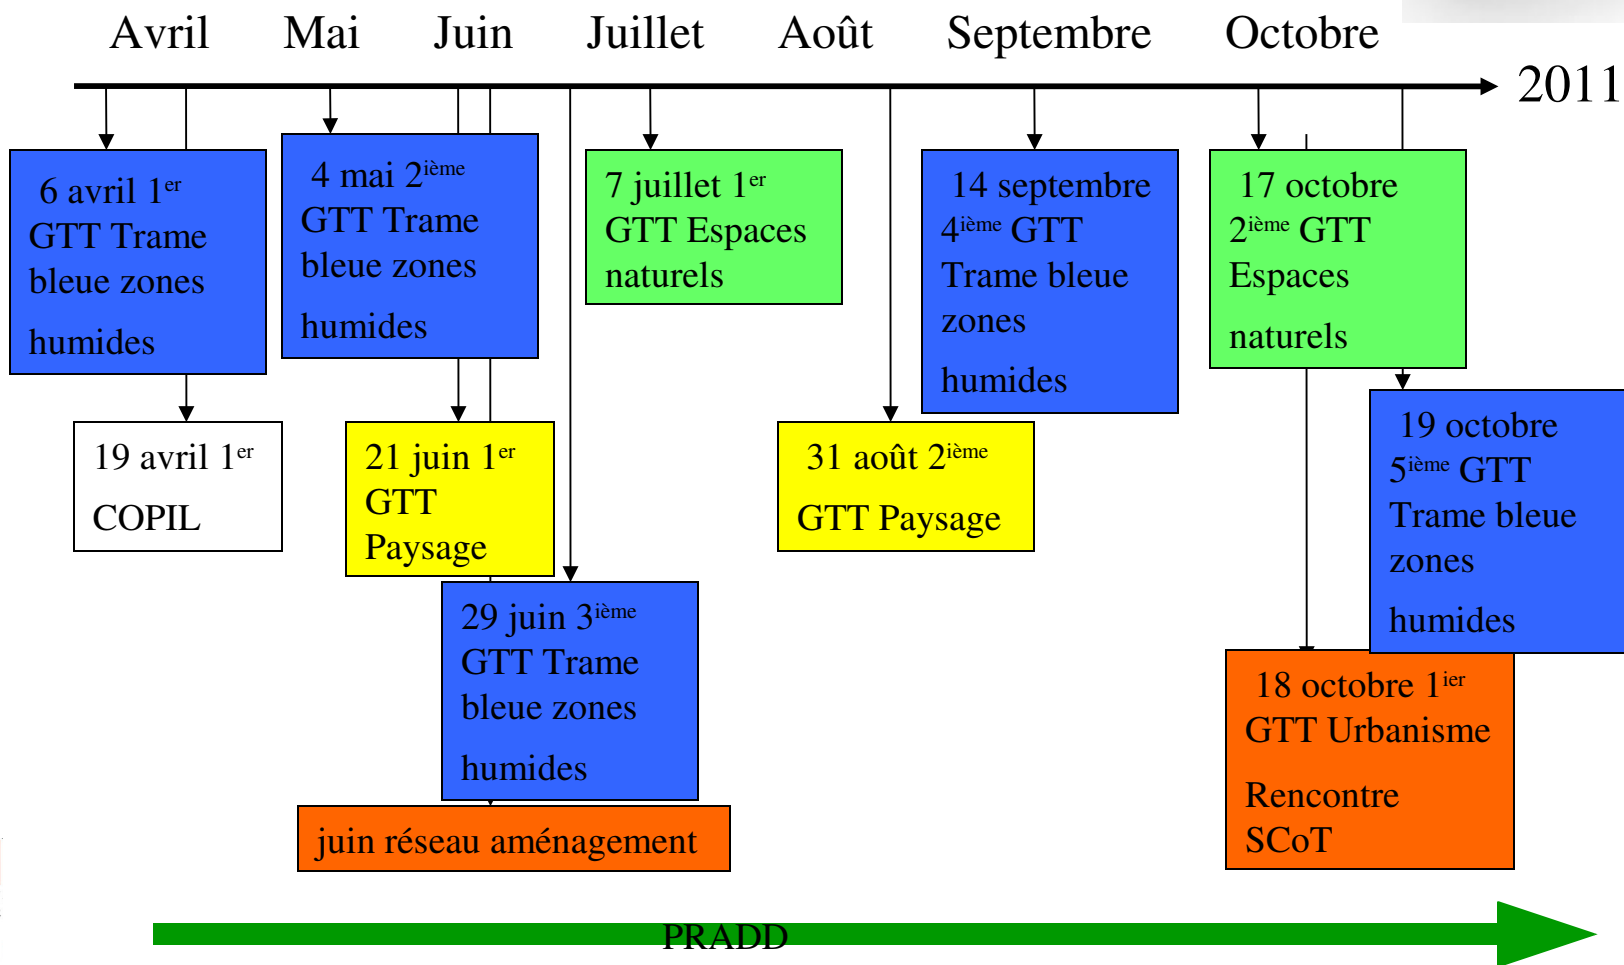 Avril Mai Juin Juillet Août Septembre Octobre
2011
6 avril 1er
GTT Trame
bleue zones
humides
4 mai 2ième
GTT Trame
bleue zones
humides
7 juillet 1er
GTT Espaces
naturels
14 septembre
4ième GTT
Trame bleue
zones
humides
17 octobre
2ième GTT
Espaces
naturels
19 avril 1er
COPIL
21 juin 1er
GTT
Paysage
31 août 2ième
GTT Paysage
19 octobre
5ième GTT
Trame bleue
zones
humides
29 juin 3ième
GTT Trame
bleue zones
humides
18 octobre 1ier
GTT Urbanisme
Rencontre
SCoT
juin réseau aménagement
PRADD